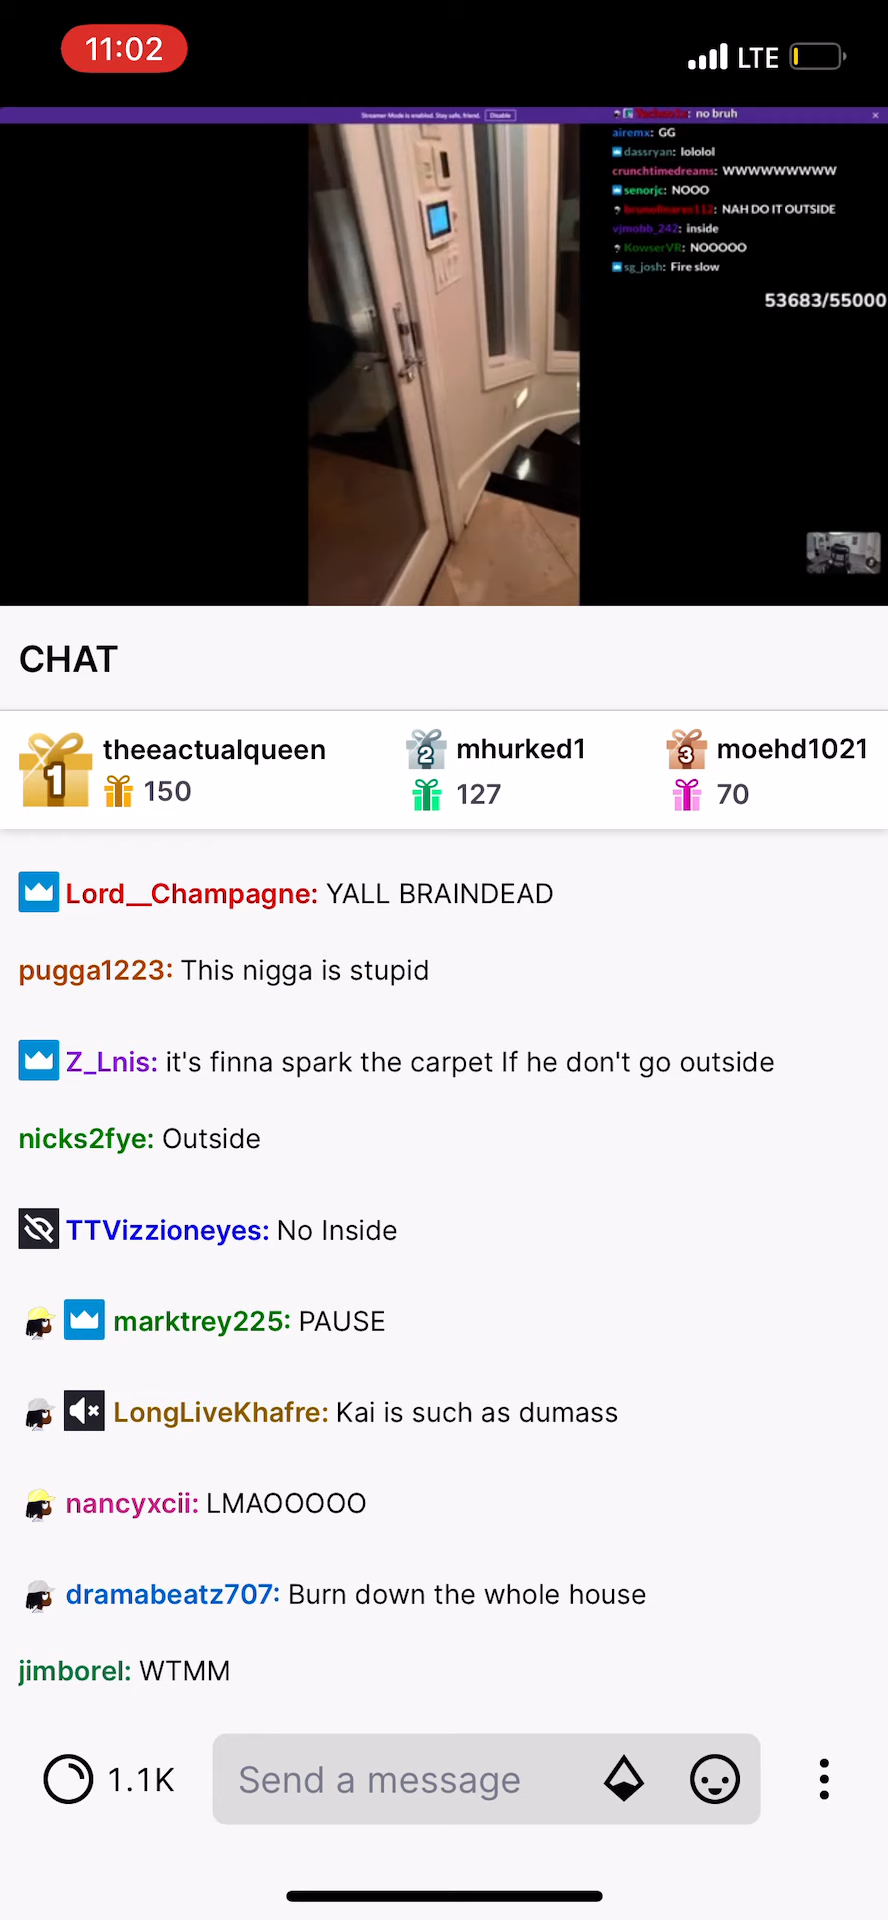 11:02
LTE
Streamer Mode is enabled. Stay safe, friend. Disable
: no bruh
airemx: GG
dassryan: lololol
crunchtimedreams: WWWWWWWWW
senorjc: NOOO
: NAH DO IT OUTSIDE
vjmobb_242: inside
KowserVR: NOOOOO
sg_josh: Fire slow
53683/55000
CHAT
1 theeactualqueen
150
2 mhurked1
127
3 moehd1021
70
Lord__Champagne: YALL BRAINDEAD
pugga1223: This nigga is stupid
Z_Lnis: it's finna spark the carpet If he don't go outside
nicks2fye: Outside
TTVizzioneyes: No Inside
marktrey225: PAUSE
LongLiveKhafre: Kai is such as dumass
nancyxcii: LMAOOOOO
dramabeatz707: Burn down the whole house
jimborel: WTMM
1.1K
Send a message